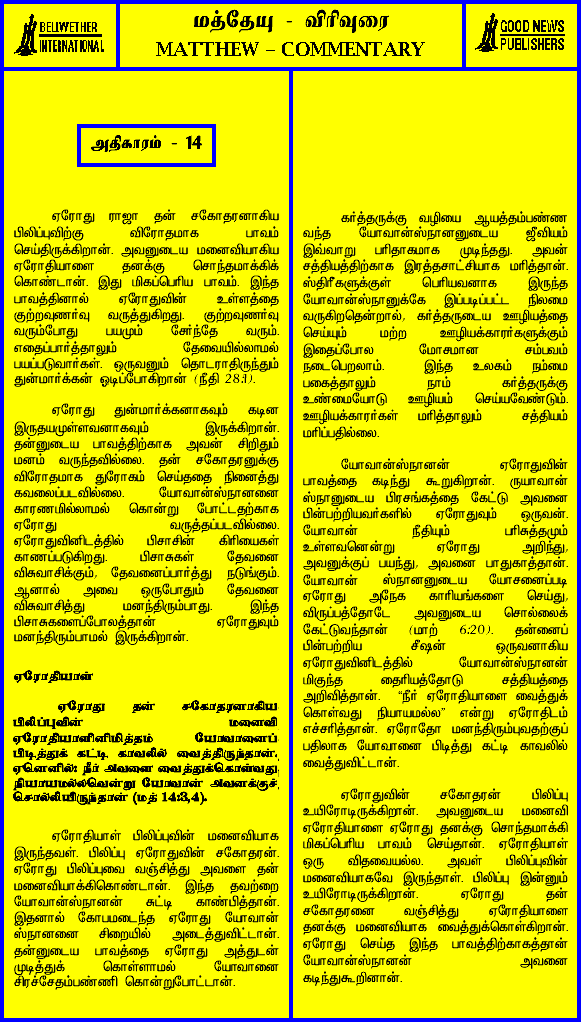 BELIWETHER
INTERNATIONAL
மத்தேயு - விரிவுரை
MATTHEW – COMMENTARY
GOOD NEWS
PUBLISHERS
அதிகாரம் - 14
ஏரோது ராஜா தன் சகோதரனாகிய
பிலிப்புவிற்கு விரோதமாக பாவம்
செய்திருக்கிறான். அவனுடைய மனைவியாகிய
ஏரோதியாளை தனக்கு சொந்தமாக்கிக்
கொண்டான். இது மிகப்பெரிய பாவம். இந்த
பாவத்தினால் ஏரோதுவின் உள்ளத்தை
குற்றவுணர்வு வருத்துகிறது. குற்றவுணர்வு
வரும்போது பயமும் சேர்ந்தே வரும்.
எதைப்பார்த்தாலும் தேவையில்லாமல்
பயப்படுவார்கள். ஒருவனும் தொடராதிருந்தும்
துன்மார்க்கன் ஓடிப்போகிறான் (நீதி 28:1).
ஏரோது துன்மார்க்கனாகவும் கடின
இருதயமுள்ளவனாகவும் இருக்கிறான்.
தன்னுடைய பாவத்திற்காக அவன் சிறிதும்
மனம் வருந்தவில்லை. தன் சகோதரனுக்கு
விரோதமாக துரோகம் செய்ததை நினைத்து
கவலைப்படவில்லை. யோவான்ஸ்நானனை
காரணமில்லாமல் கொன்று போட்டதற்காக
ஏரோது வருத்தப்படவில்லை.
ஏரோதுவினிடத்தில் பிசாசின் கிரியைகள்
காணப்படுகிறது. பிசாசுகள் தேவனை
விசுவாசிக்கும், தேவனைப்பார்த்து நடுங்கும்.
ஆனால் அவை ஒருபோதும் தேவனை
விசுவாசித்து மனந்திரும்பாது. இந்த
பிசாசுகளைப்போலத்தான் ஏரோதுவும்
மனந்திரும்பாமல் இருக்கிறான்.
ஏரோதியாள்
ஏரோது தன் சகோதரனாகிய
பிலிப்புவின் மனைவி
ஏரோதியாளினிமித்தம் யோவானைப்
பிடித்துக் கட்டி காவலில் வைத்திருந்தான்.
ஏனெனில்: நீர் அவளை வைத்துக்கொள்வது
நியாயமல்லவென்று யோவான் அவனுக்குச்
சொல்லியிருந்தான் (மத் 14:3,4).
ஏரோதியாள் பிலிப்புவின் மனைவியாக
இருந்தவள். பிலிப்பு ஏரோதுவின் சகோதரன்.
ஏரோது பிலிப்புவை வஞ்சித்து அவளை தன்
மனைவியாக்கிகொண்டான். இந்த தவற்றை
யோவான்ஸ்நானன் சுட்டி காண்பித்தான்.
இதனால் கோபமடைந்த ஏரோது யோவான்
ஸ்நானனை சிறையில் அடைத்துவிட்டான்.
தன்னுடைய பாவத்தை ஏரோது அத்துடன்
முடித்துக் கொள்ளாமல் யோவானை
சிரச்சேதம்பண்ணி கொன்றுபோட்டான்.
கர்த்தருக்கு வழியை ஆயத்தம்பண்ண
வந்த யோவான்ஸ்நானனுடைய ஜீவியம்
இவ்வாறு பரிதாகமாக முடிந்தது. அவன்
சத்தியத்திற்காக இரத்தசாட்சியாக மரித்தான்.
ஸ்திரீகளுக்குள் பெரியவனாக இருந்த
யோவான்ஸ்நானுக்கே இப்படிப்பட்ட நிலமை
வருகிறதென்றால், கர்த்தருடைய ஊழியத்தை
செய்யும் மற்ற ஊழியக்காரர்களுக்கும்
இதைப்போல மோசமான சம்பவம்
நடைபெறலாம். இந்த உலகம் நம்மை
பகைத்தாலும் நாம் கர்த்தருக்கு
உண்மையோடு ஊழியம் செய்யவேண்டும்.
ஊழியக்காரர்கள் மரித்தாலும் சத்தியம்
மரிப்பதில்லை.
யோவான்ஸ்நானன் ஏரோதுவின்
பாவத்தை கடிந்து கூறுகிறான். ருயாவான்
ஸ்நானுடைய பிரசங்கத்தை கேட்டு அவனை
பின்பற்றியவர்களில் ஏரோதுவும் ஒருவன்.
யோவான் நீதியும் பரிசுத்தமும்
உள்ளவனென்று ஏரோது அறிந்து,
அவனுக்குப் பயந்து, அவனை பாதுகாத்தான்.
யோவான் ஸ்நானனுடைய யோசனைப்படி
ஏரோது அநேக காரியங்களை செய்து,
விருப்பத்தோடே அவனுடைய சொல்லைக்
கேட்டுவந்தான் (மாற் 6:20). தன்னைப்
பின்பற்றிய சீஷன் ஒருவனாகிய
ஏரோதுவினிடத்தில் யோவான்ஸ்நானன்
மிகுந்த தைரியத்தோடு சத்தியத்தை
அறிவித்தான். “நீர் ஏரோதியாளை வைத்துக்
கொள்வது நியாயமல்ல” என்று ஏரோதிடம்
எச்சரித்தான். ஏரோதோ மனந்திரும்புவதற்குப்
பதிலாக யோவானை பிடித்து கட்டி காவலில்
வைத்துவிட்டான்.
ஏரோதுவின் சகோதரன் பிலிப்பு
உயிரோடிருக்கிறான். அவனுடைய மனைவி
ஏரோதியாளை ஏரோது தனக்கு சொந்தமாக்கி
மிகப்பெரிய பாவம் செய்தான். ஏரோதியாள்
ஒரு விதவையல்ல. அவள் பிலிப்புவின்
மனைவியாகவே இருந்தாள். பிலிப்பு இன்னும்
உயிரோடிருக்கிறான். ஏரோது தன்
சகோதரனை வஞ்சித்து ஏரோதியாளை
தனக்கு மனைவியாக வைத்துக்கொள்கிறான்.
ஏரோது செய்த இந்த பாவத்திற்காகத்தான்
யோவான்ஸ்நானன் அவனை
கடிந்துகூறினான்.